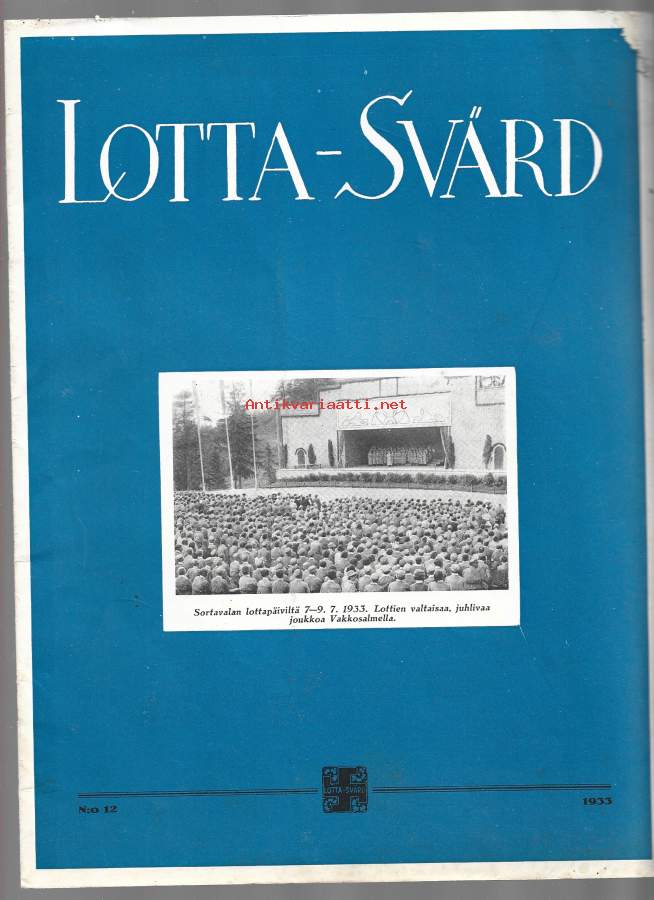 LOTTA-SVÄRD
Antikvariaatti.net
Sortavalan lottapäiviltä 7—9. 7. 1933. Lottien valtaisaa, juhlivaa
joukkoa Vakkosalmella.
LOTTA-SVÄRD
N:o 12
1933